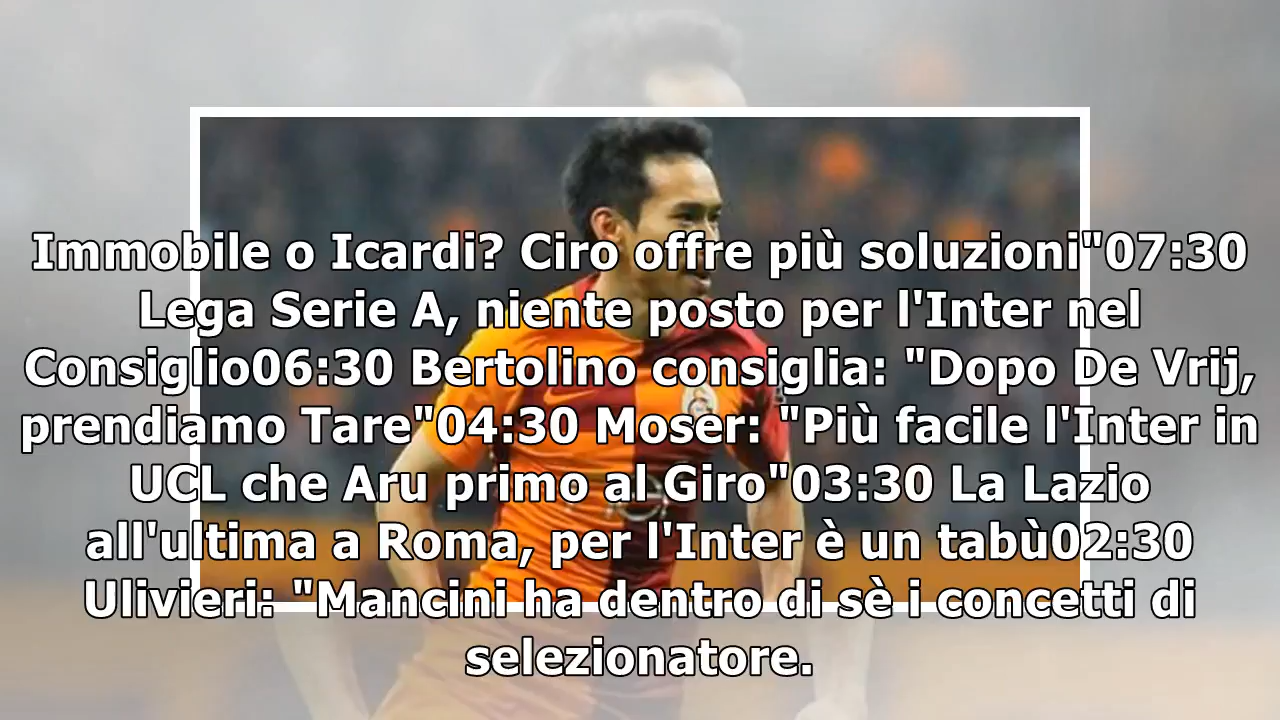 Immobile o Icardi? Ciro offre più soluzioni"07:30
Lega Serie A, niente posto per l'Inter nel
Consiglio06:30 Bertolino consiglia: "Dopo De Vrij,
prendiamo Tare"04:30 Moser: "Più facile l'Inter in
UCL che Aru primo al Giro"03:30 La Lazio
all'ultima a Roma, per l'Inter è un tabù02:30
Ulivieri: "Mancini ha dentro di sè i concetti di
selezionatore.